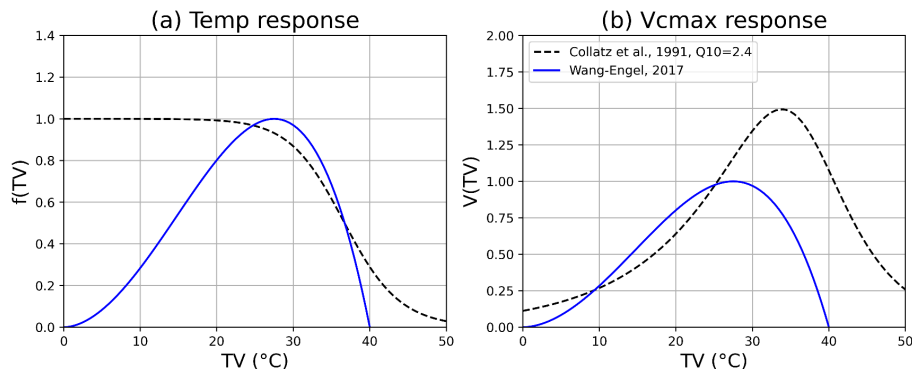 (a) Temp response
1.4
1.2
1.0
0.8
0.6
0.4
0.2
0.0
f(TV)
0 10 20 30 40 50
TV (°C)
(b) Vcmax response
2.00
1.75
1.50
1.25
1.00
0.75
0.50
0.25
0.00
V(TV)
Collatz et al., 1991, Q10=2.4
Wang-Engel, 2017
0 10 20 30 40 50
TV (°C)